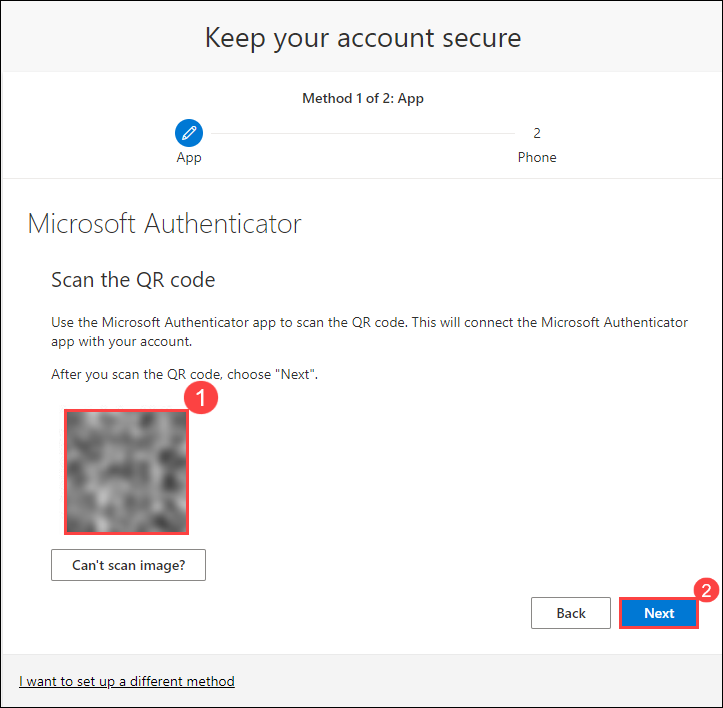 Keep your account secure
Method 1 of 2: App
App
2
Phone
Microsoft Authenticator
Scan the QR code
Use the Microsoft Authenticator app to scan the QR code. This will connect the Microsoft Authenticator
app with your account.
After you scan the QR code, choose "Next".
1
Can't scan image?
2
Back
Next
I want to set up a different method